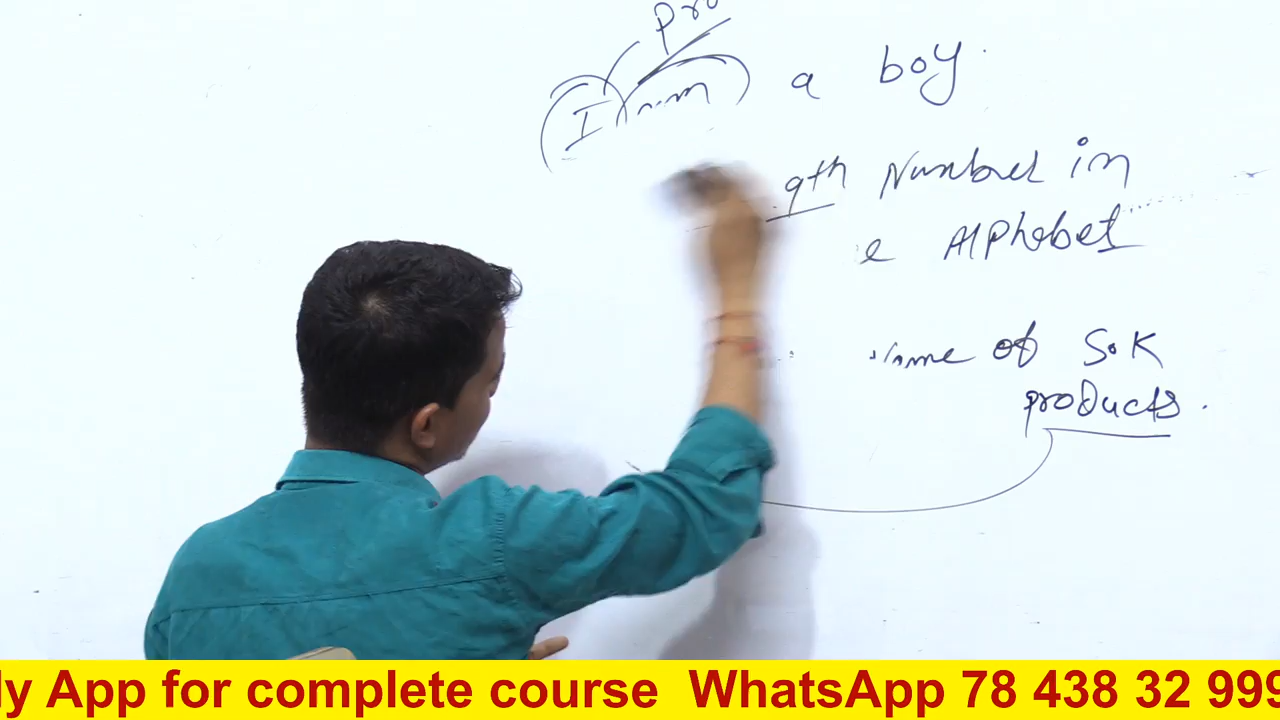 Pro
I am a boy.
9th Number in
e Alphabet
Name of S.K
products.
ly App for complete course WhatsApp 78 438 32 999